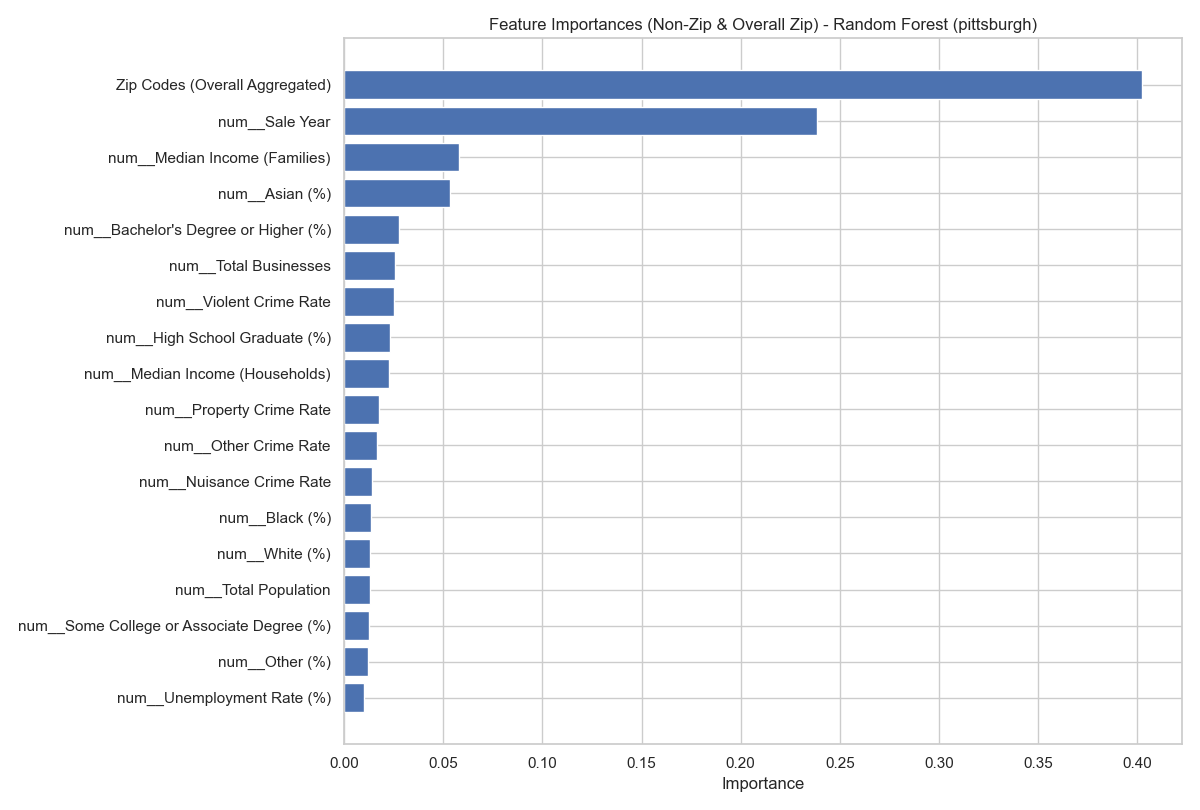 Feature Importances (Non-Zip & Overall Zip) - Random Forest (pittsburgh)
Zip Codes (Overall Aggregated)
num__Sale Year
num__Median Income (Families)
num__Asian (%)
num__Bachelor's Degree or Higher (%)
num__Total Businesses
num__Violent Crime Rate
num__High School Graduate (%)
num__Median Income (Households)
num__Property Crime Rate
num__Other Crime Rate
num__Nuisance Crime Rate
num__Black (%)
num__White (%)
num__Total Population
num__Some College or Associate Degree (%)
num__Other (%)
num__Unemployment Rate (%)
0.00 0.05 0.10 0.15 0.20 0.25 0.30 0.35 0.40
Importance